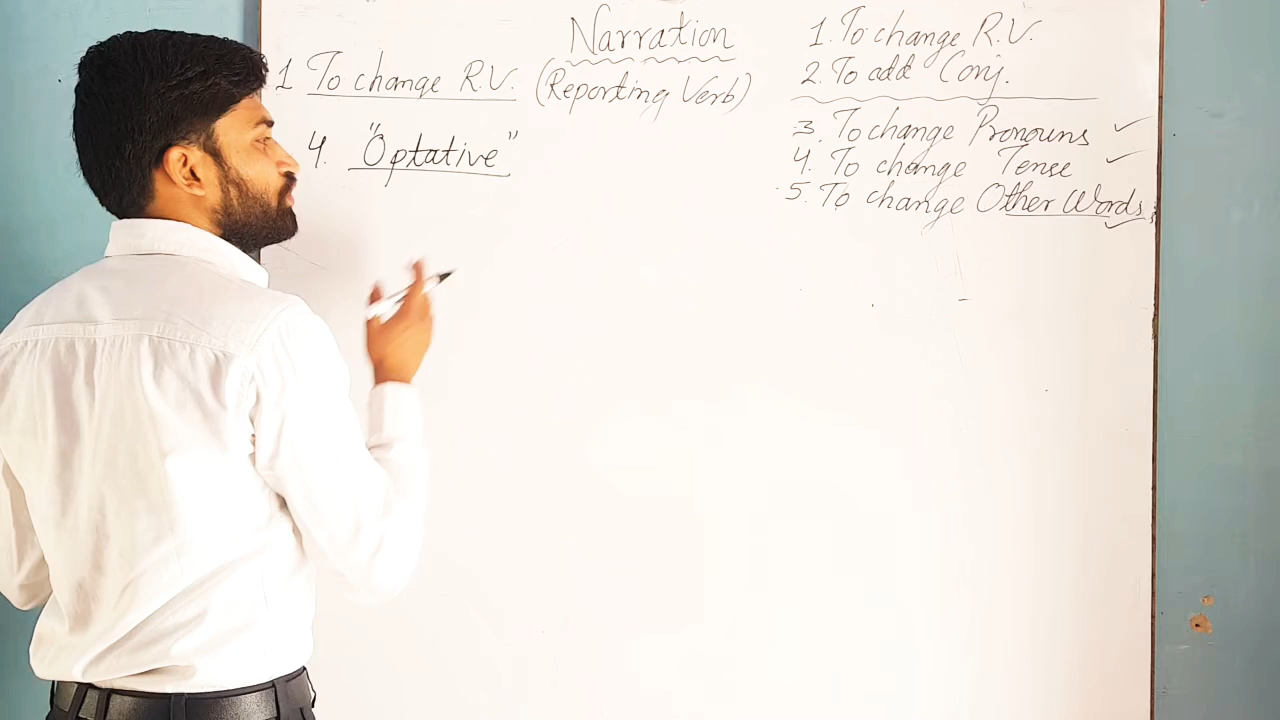 Narration
(Reporting Verb)
1 To change R.V.
4. "Optative"
1. To change R.V.
2. To add Conj.
3. To change Pronouns ✓
4. To change Tense ✓
5. To change Other Words ✓